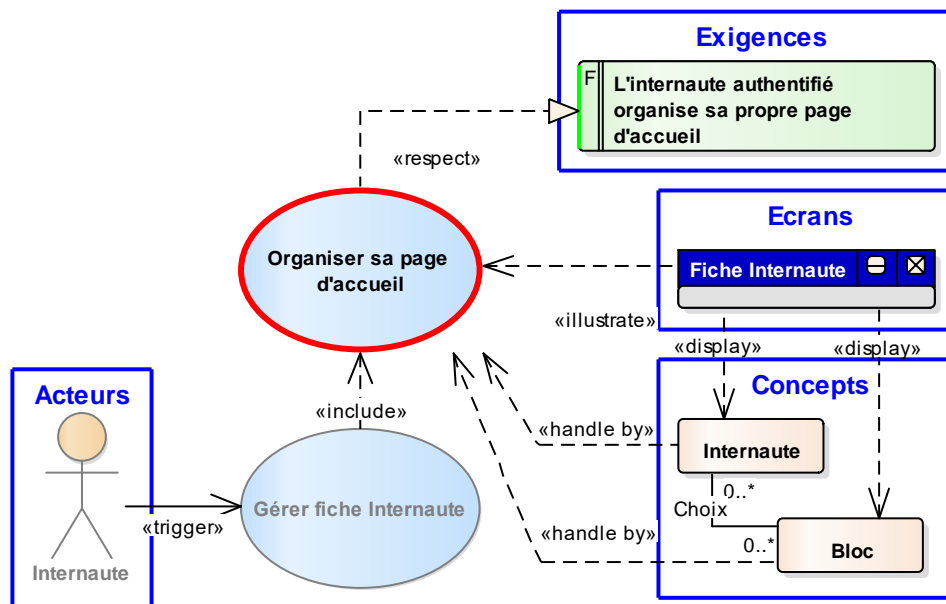 Exigences
F
L'internaute authentifié
organise sa propre page
d'accueil
«respect»
Ecrans
Organiser sa page
d'accueil
Fiche Internaute
«illustrate»
«display»
«display»
Acteurs
Concepts
«include»
«handle by»
Internaute
0..*
Choix
Gérer fiche Internaute
«trigger»
«handle by»
0..*
Bloc
Internaute